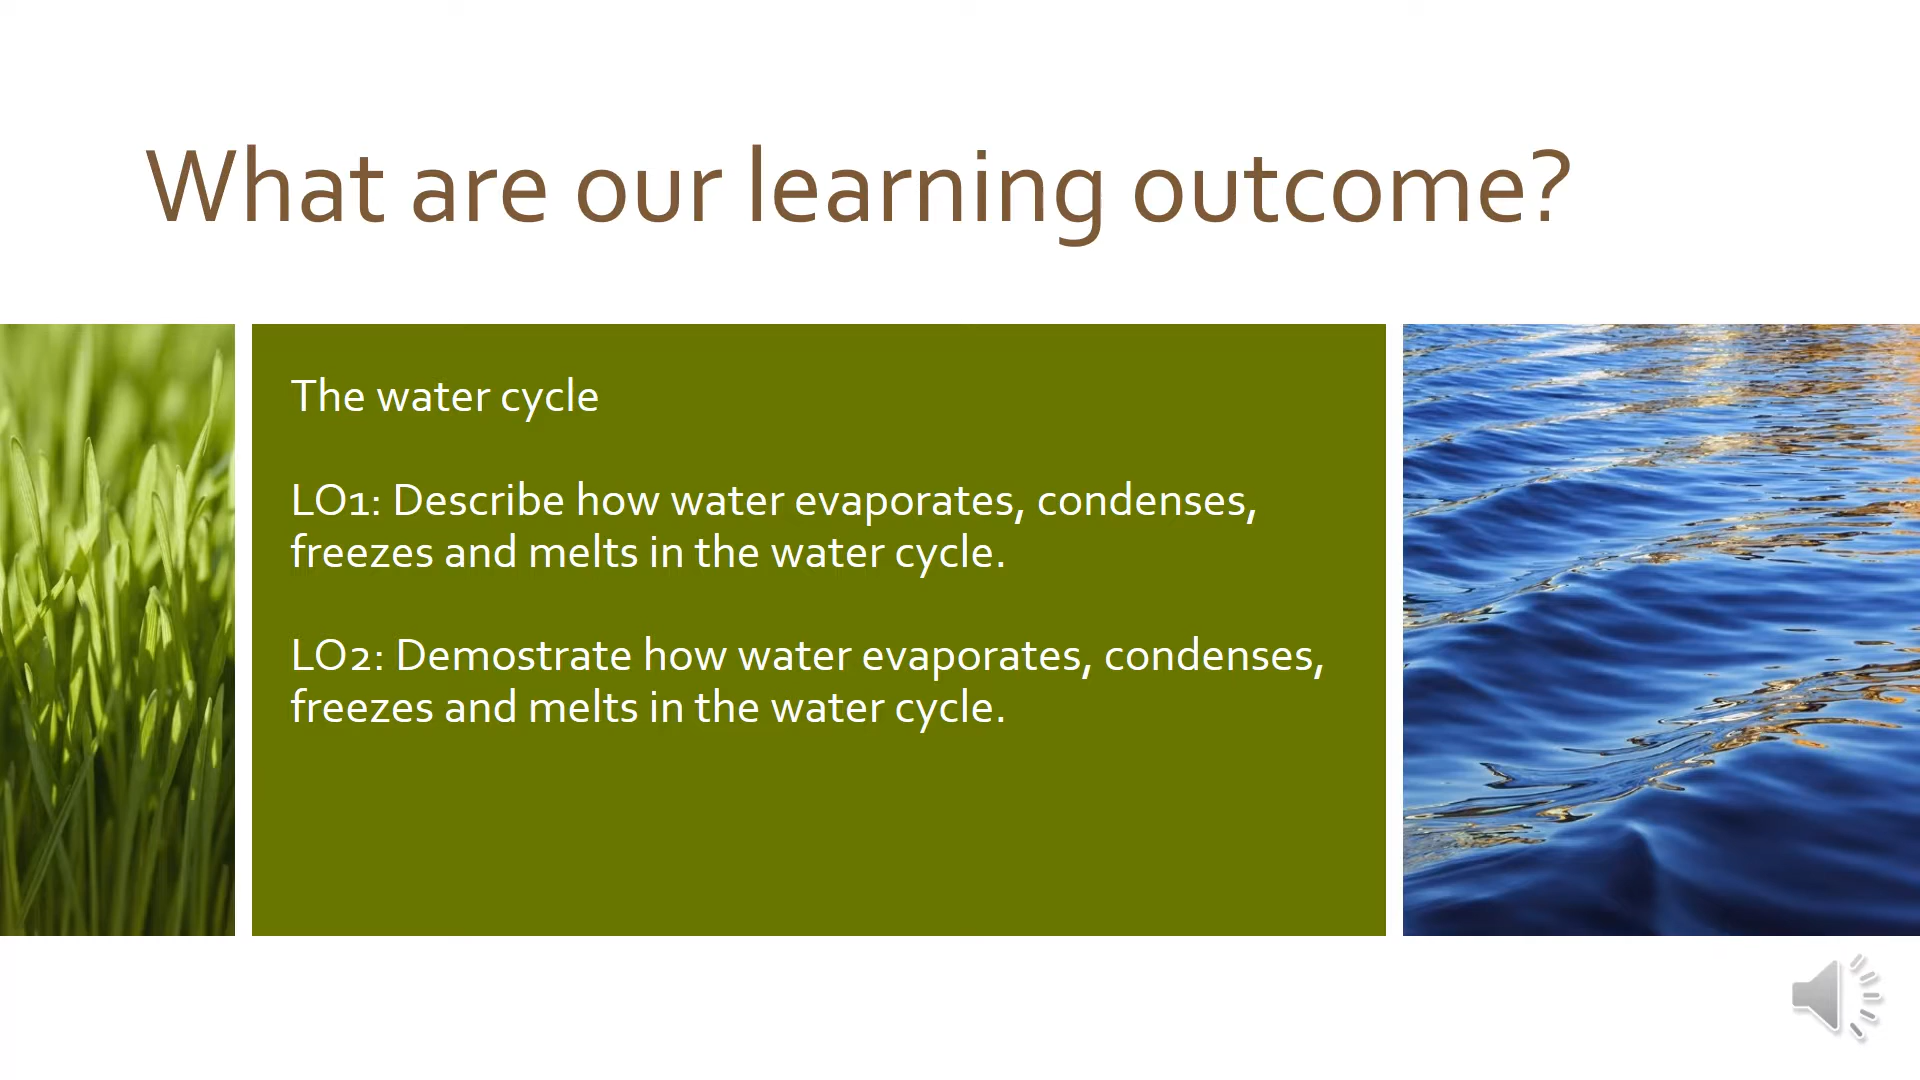 What are our learning outcome?
The water cycle
LO1: Describe how water evaporates, condenses,
freezes and melts in the water cycle.
LO2: Demostrate how water evaporates, condenses,
freezes and melts in the water cycle.